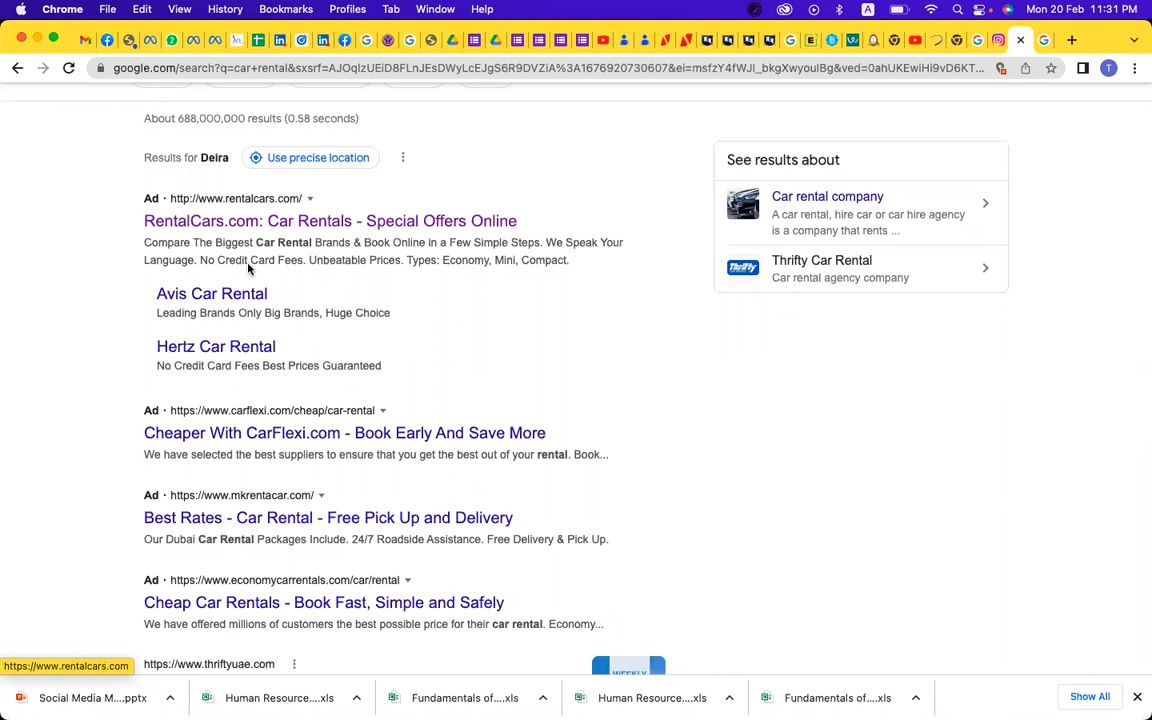 Chrome File Edit View History Bookmarks Profiles Tab Window Help A Mon 20 Feb 11:31 PM
google.com/search?q=car+rental&sxsrf=AJOqlzUEiD8FLnJEsDWyLcEJgS6R9DVZiA%3A1676920730607&ei=msfzY4fWJI_bkgXwyoulBg&ved=0ahUKEwiHi9vD6KT... T
About 688,000,000 results (0.58 seconds)
Results for Deira Use precise location
Ad · http://www.rentalcars.com/
RentalCars.com: Car Rentals - Special Offers Online
Compare The Biggest Car Rental Brands & Book Online in a Few Simple Steps. We Speak Your
Language. No Credit Card Fees. Unbeatable Prices. Types: Economy, Mini, Compact.
Avis Car Rental
Leading Brands Only Big Brands, Huge Choice
Hertz Car Rental
No Credit Card Fees Best Prices Guaranteed
Ad · https://www.carflexi.com/cheap/car-rental
Cheaper With CarFlexi.com - Book Early And Save More
We have selected the best suppliers to ensure that you get the best out of your rental. Book...
Ad · https://www.mkrentacar.com/
Best Rates - Car Rental - Free Pick Up and Delivery
Our Dubai Car Rental Packages Include. 24/7 Roadside Assistance. Free Delivery & Pick Up.
Ad · https://www.economycarrentals.com/car/rental
Cheap Car Rentals - Book Fast, Simple and Safely
We have offered millions of customers the best possible price for their car rental. Economy...
https://www.thriftyuae.com
WEEKLY
See results about
Car rental company
A car rental, hire car or car hire agency
is a company that rents ...
Thrifty
Thrifty Car Rental
Car rental agency company
https://www.rentalcars.com
Social Media M....pptx Human Resource....xls Fundamentals of....xls Human Resource....xls Fundamentals of....xls Show All